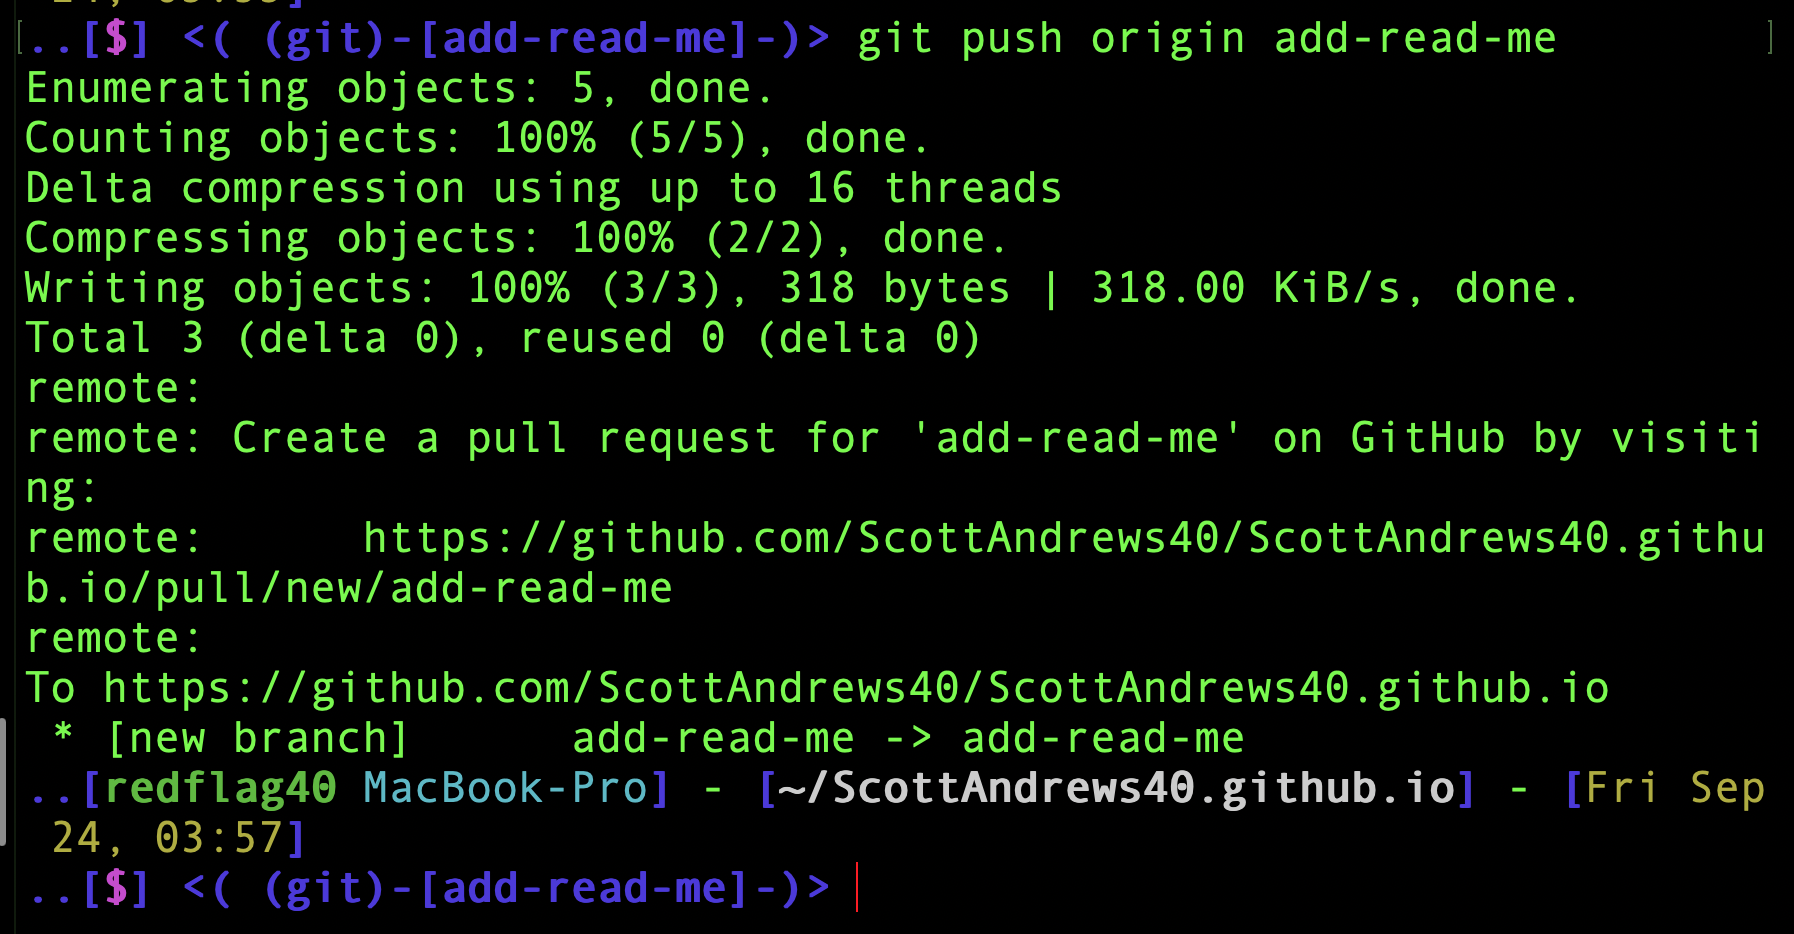 ..[$] <( (git)-[add-read-me]-)> git push origin add-read-me
Enumerating objects: 5, done.
Counting objects: 100% (5/5), done.
Delta compression using up to 16 threads
Compressing objects: 100% (2/2), done.
Writing objects: 100% (3/3), 318 bytes | 318.00 KiB/s, done.
Total 3 (delta 0), reused 0 (delta 0)
remote:
remote: Create a pull request for 'add-read-me' on GitHub by visiti
ng:
remote:      https://github.com/ScottAndrews40/ScottAndrews40.githu
b.io/pull/new/add-read-me
remote:
To https://github.com/ScottAndrews40/ScottAndrews40.github.io
 * [new branch]      add-read-me -> add-read-me
..[redflag40 MacBook-Pro] - [~/ScottAndrews40.github.io] - [Fri Sep
 24, 03:57]
..[$] <( (git)-[add-read-me]-)>